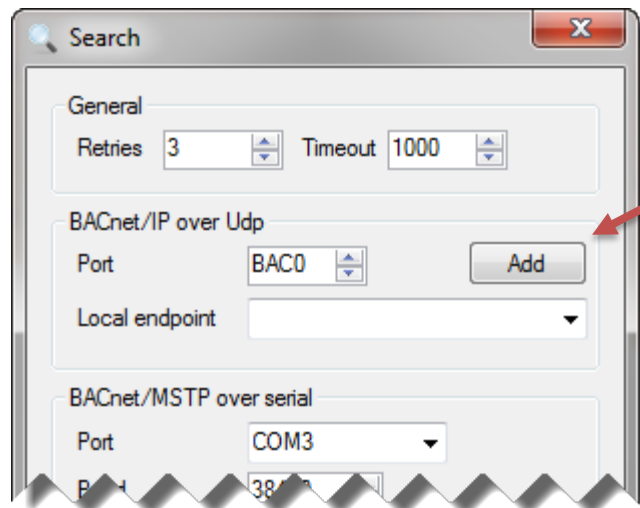 Search
General
Retries 3 Timeout 1000
BACnet/IP over Udp
Port BAC0 Add
Local endpoint
BACnet/MSTP over serial
Port COM3